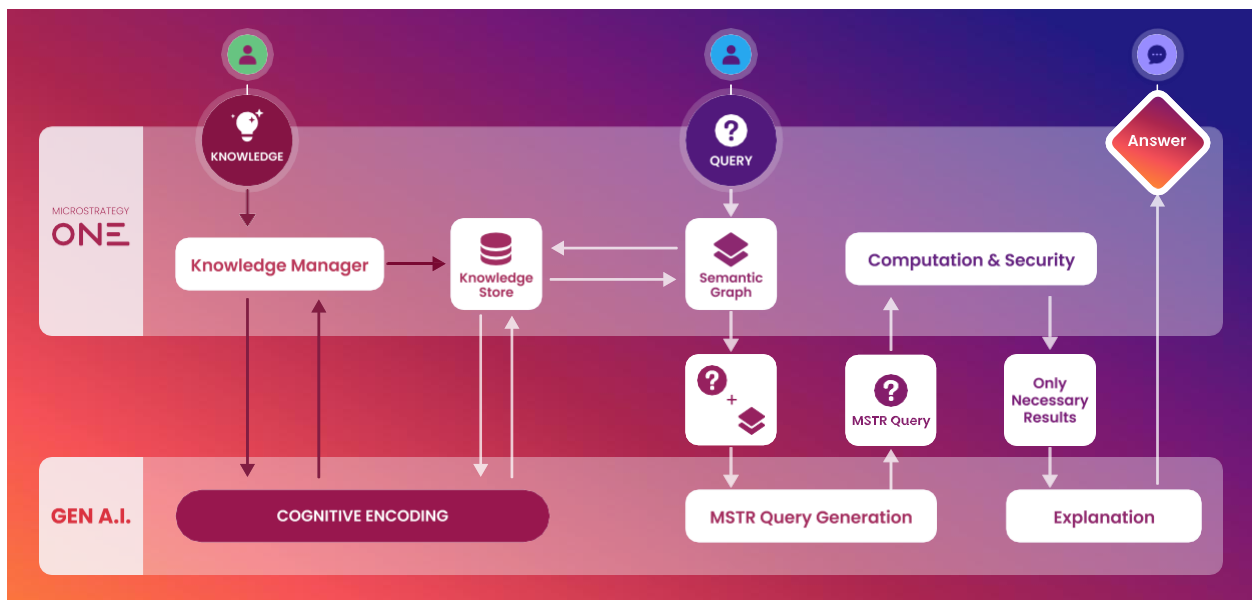 KNOWLEDGE
?
QUERY
Answer
MICROSTRATEGY
ONE
Knowledge Manager
Knowledge
Store
Semantic
Graph
Computation & Security
?
+
?
MSTR Query
Only
Necessary
Results
GEN A.I.
COGNITIVE ENCODING
MSTR Query Generation
Explanation